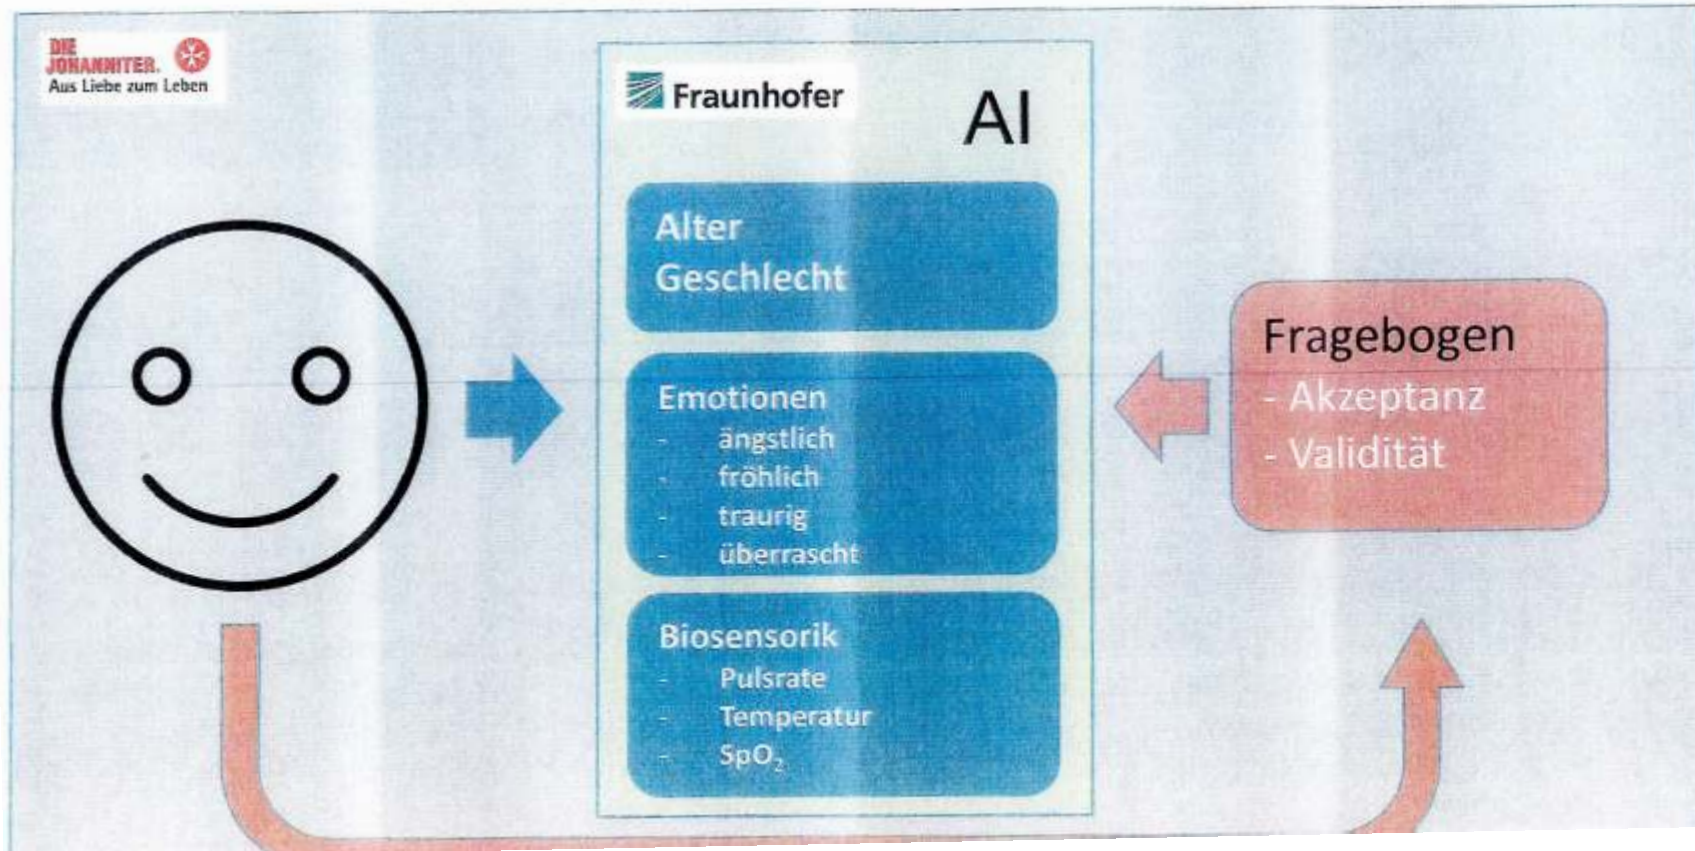 DIE
JOHANNITER.
Aus Liebe zum Leben
Fraunhofer
AI
Alter
Geschlecht
Emotionen
- ängstlich
- fröhlich
- traurig
- überrascht
Biosensorik
- Pulsrate
- Temperatur
- SpO₂
Fragebogen
- Akzeptanz
- Validität